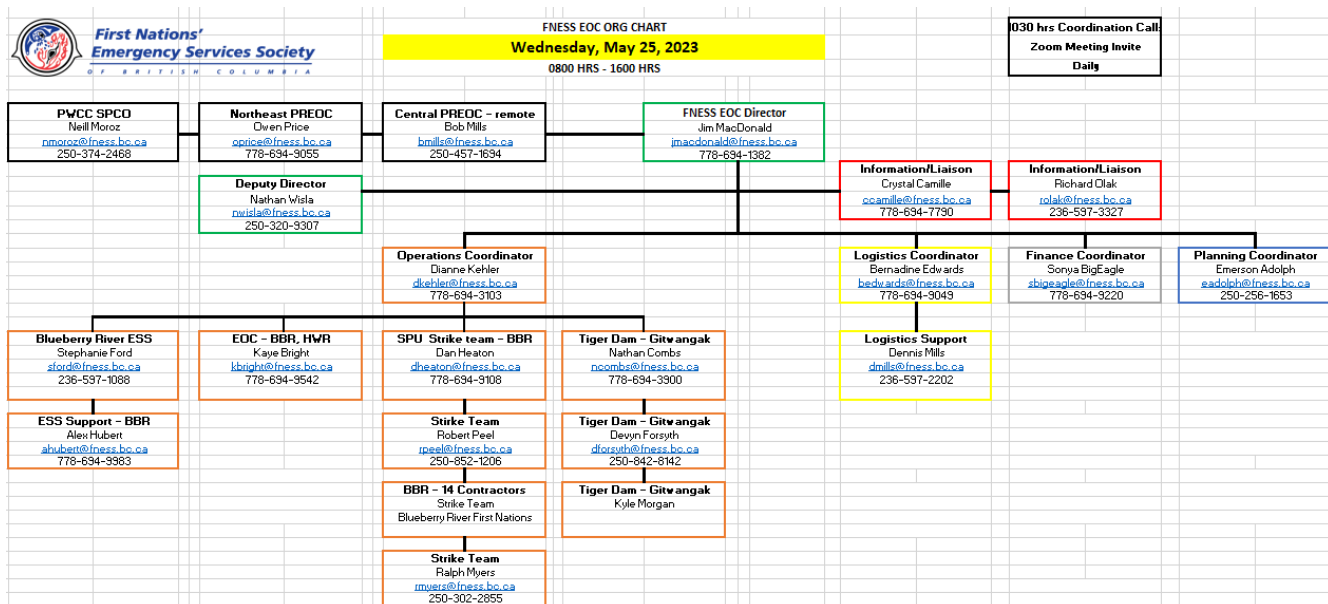 First Nations'
Emergency Services Society
OF BRITISH COLUMBIA
FNESS EOC ORG CHART
Wednesday, May 25, 2023
0800 HRS - 1600 HRS
1030 hrs Coordination Call:
Zoom Meeting Invite
Daily
PWCC SPCO
Neill Moroz
nmoroz@fness.bc.ca
250-374-2468
Northeast PREOC
Owen Price
oprice@fness.bc.ca
778-694-9055
Central PREOC - remote
Bob Mills
bmills@fness.bc.ca
250-457-1694
FNESS EOC Director
Jim MacDonald
jmacdonald@fness.bc.ca
778-694-1382
Deputy Director
Nathan Wisla
nwisla@fness.bc.ca
250-320-9307
Information/Liaison
Crystal Camille
ccamille@fness.bc.ca
778-694-7790
Information/Liaison
Richard Olak
rolak@fness.bc.ca
236-597-3327
Operations Coordinator
Dianne Kehler
dkehler@fness.bc.ca
778-694-3103
Logistics Coordinator
Bernadine Edwards
bedwards@fness.bc.ca
778-694-9049
Finance Coordinator
Sonya BigEagle
sbigeagle@fness.bc.ca
778-694-9220
Planning Coordinator
Emerson Adolph
eadolph@fness.bc.ca
250-256-1653
Blueberry River ESS
Stephanie Ford
sford@fness.bc.ca
236-597-1088
EOC - BBR, HWR
Kaye Bright
kbright@fness.bc.ca
778-694-9542
SPU Strike team - BBR
Dan Heaton
dheaton@fness.bc.ca
778-694-9108
Tiger Dam - Gitwangak
Nathan Combs
ncombs@fness.bc.ca
778-694-3900
Logistics Support
Dennis Mills
dmills@fness.bc.ca
236-597-2202
ESS Support - BBR
Alex Hubert
ahubert@fness.bc.ca
778-694-9983
Stirke Team
Robert Peel
rpeel@fness.bc.ca
250-852-1206
Tiger Dam - Gitwangak
Devyn Forsyth
dforsyth@fness.bc.ca
250-842-8142
BBR - 14 Contractors
Strike Team
Blueberry River First Nations
Tiger Dam - Gitwangak
Kyle Morgan
Strike Team
Ralph Myers
rmyers@fness.bc.ca
250-302-2855